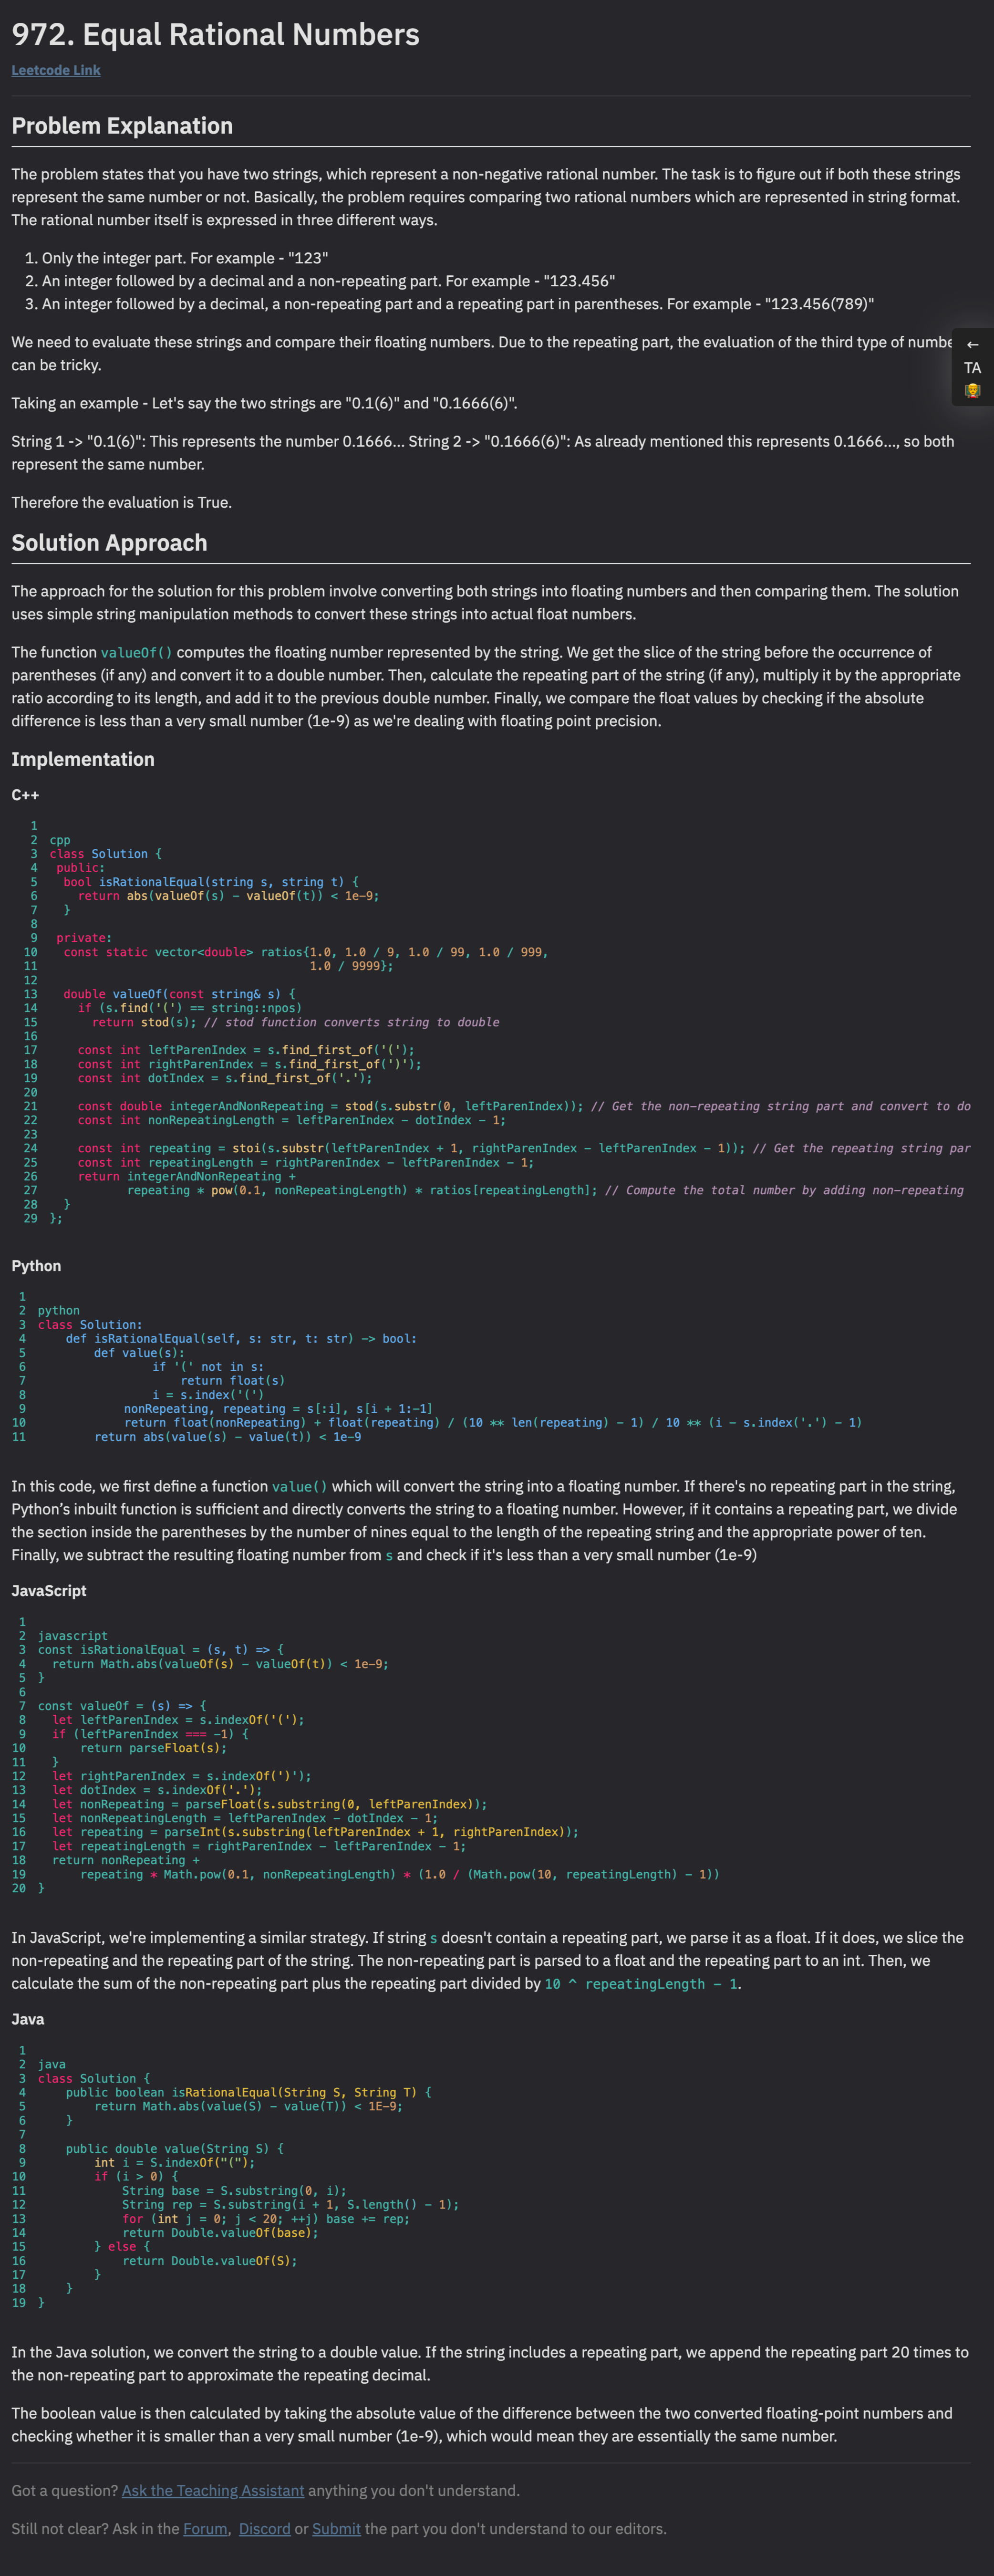 972. Equal Rational Numbers
Leetcode Link
Problem Explanation
The problem states that you have two strings, which represent a non-negative rational number. The task is to figure out if both these strings
represent the same number or not. Basically, the problem requires comparing two rational numbers which are represented in string format.
The rational number itself is expressed in three different ways.
1. Only the integer part. For example - "123"
2. An integer followed by a decimal and a non-repeating part. For example - "123.456"
3. An integer followed by a decimal, a non-repeating part and a repeating part in parentheses. For example - "123.456(789)"
We need to evaluate these strings and compare their floating numbers. Due to the repeating part, the evaluation of the third type of numbe
can be tricky.
←
TA
Taking an example - Let's say the two strings are "0.1(6)" and "0.1666(6)".
String 1 -> "0.1(6)": This represents the number 0.1666... String 2 -> "0.1666(6)": As already mentioned this represents 0.1666..., so both
represent the same number.
Therefore the evaluation is True.
Solution Approach
The approach for the solution for this problem involve converting both strings into floating numbers and then comparing them. The solution
uses simple string manipulation methods to convert these strings into actual float numbers.
The function valueOf() computes the floating number represented by the string. We get the slice of the string before the occurrence of
parentheses (if any) and convert it to a double number. Then, calculate the repeating part of the string (if any), multiply it by the appropriate
ratio according to its length, and add it to the previous double number. Finally, we compare the float values by checking if the absolute
difference is less than a very small number (1e-9) as we're dealing with floating point precision.
Implementation
C++
1
2 cpp
3 class Solution {
4 public:
5 bool isRationalEqual(string s, string t) {
6 return abs(valueOf(s) - valueOf(t)) < 1e-9;
7 }
8
9 private:
10 const static vector<double> ratios{1.0, 1.0 / 9, 1.0 / 99, 1.0 / 999,
11 1.0 / 9999};
12
13 double valueOf(const string& s) {
14 if (s.find('(') == string::npos)
15 return stod(s); // stod function converts string to double
16
17 const int leftParenIndex = s.find_first_of('(');
18 const int rightParenIndex = s.find_first_of(')');
19 const int dotIndex = s.find_first_of('.');
20
21 const double integerAndNonRepeating = stod(s.substr(0, leftParenIndex)); // Get the non-repeating string part and convert to do
22 const int nonRepeatingLength = leftParenIndex - dotIndex - 1;
23
24 const int repeating = stoi(s.substr(leftParenIndex + 1, rightParenIndex - leftParenIndex - 1)); // Get the repeating string par
25 const int repeatingLength = rightParenIndex - leftParenIndex - 1;
26 return integerAndNonRepeating +
27 repeating * pow(0.1, nonRepeatingLength) * ratios[repeatingLength]; // Compute the total number by adding non-repeating
28 }
29 };
Python
1
2 python
3 class Solution:
4 def isRationalEqual(self, s: str, t: str) -> bool:
5 def value(s):
6 if '(' not in s:
7 return float(s)
8 i = s.index('(')
9 nonRepeating, repeating = s[:i], s[i + 1:-1]
10 return float(nonRepeating) + float(repeating) / (10 ** len(repeating) - 1) / 10 ** (i - s.index('.') - 1)
11 return abs(value(s) - value(t)) < 1e-9
In this code, we first define a function value() which will convert the string into a floating number. If there's no repeating part in the string,
Python’s inbuilt function is sufficient and directly converts the string to a floating number. However, if it contains a repeating part, we divide
the section inside the parentheses by the number of nines equal to the length of the repeating string and the appropriate power of ten.
Finally, we subtract the resulting floating number from s and check if it's less than a very small number (1e-9)
JavaScript
1
2 javascript
3 const isRationalEqual = (s, t) => {
4 return Math.abs(valueOf(s) - valueOf(t)) < 1e-9;
5 }
6
7 const valueOf = (s) => {
8 let leftParenIndex = s.indexOf('(');
9 if (leftParenIndex === -1) {
10 return parseFloat(s);
11 }
12 let rightParenIndex = s.indexOf(')');
13 let dotIndex = s.indexOf('.');
14 let nonRepeating = parseFloat(s.substring(0, leftParenIndex));
15 let nonRepeatingLength = leftParenIndex - dotIndex - 1;
16 let repeating = parseInt(s.substring(leftParenIndex + 1, rightParenIndex));
17 let repeatingLength = rightParenIndex - leftParenIndex - 1;
18 return nonRepeating +
19 repeating * Math.pow(0.1, nonRepeatingLength) * (1.0 / (Math.pow(10, repeatingLength) - 1))
20 }
In JavaScript, we're implementing a similar strategy. If string s doesn't contain a repeating part, we parse it as a float. If it does, we slice the
non-repeating and the repeating part of the string. The non-repeating part is parsed to a float and the repeating part to an int. Then, we
calculate the sum of the non-repeating part plus the repeating part divided by 10 ^ repeatingLength - 1.
Java
1
2 java
3 class Solution {
4 public boolean isRationalEqual(String S, String T) {
5 return Math.abs(value(S) - value(T)) < 1E-9;
6 }
7
8 public double value(String S) {
9 int i = S.indexOf("(");
10 if (i > 0) {
11 String base = S.substring(0, i);
12 String rep = S.substring(i + 1, S.length() - 1);
13 for (int j = 0; j < 20; ++j) base += rep;
14 return Double.valueOf(base);
15 } else {
16 return Double.valueOf(S);
17 }
18 }
19 }
In the Java solution, we convert the string to a double value. If the string includes a repeating part, we append the repeating part 20 times to
the non-repeating part to approximate the repeating decimal.
The boolean value is then calculated by taking the absolute value of the difference between the two converted floating-point numbers and
checking whether it is smaller than a very small number (1e-9), which would mean they are essentially the same number.
Got a question? Ask the Teaching Assistant anything you don't understand.
Still not clear? Ask in the Forum, Discord or Submit the part you don't understand to our editors.